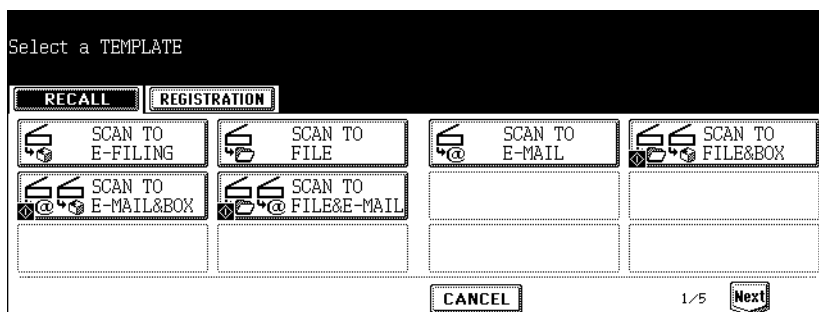 Select a TEMPLATE
RECALL REGISTRATION
SCAN TO E-FILING
SCAN TO FILE
SCAN TO E-MAIL
SCAN TO FILE&BOX
SCAN TO E-MAIL&BOX
SCAN TO FILE&E-MAIL
CANCEL 1/5 Next